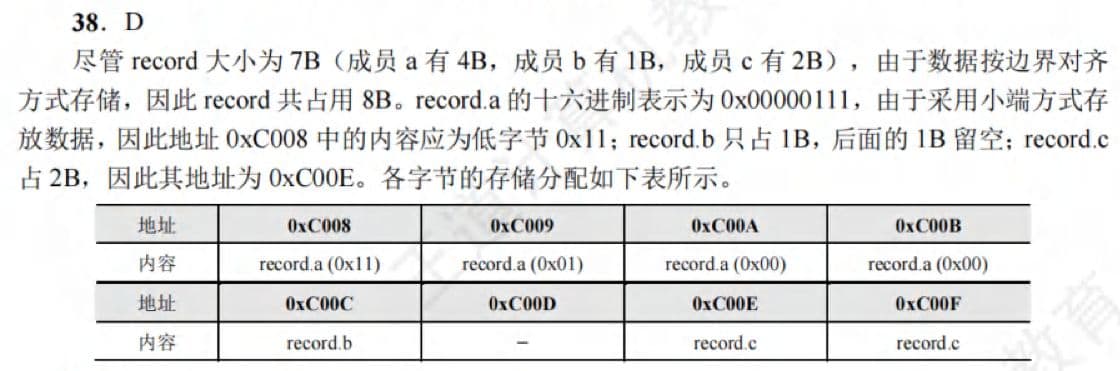 38．D
尽管 record 大小为 7B（成员 a 有 4B，成员 b 有 1B，成员 c 有 2B），由于数据按边界对齐
方式存储，因此 record 共占用 8B。record.a 的十六进制表示为 0x00000111，由于采用小端方式存
放数据，因此地址 0xC008 中的内容应为低字节 0x11；record.b 只占 1B，后面的 1B 留空；record.c
占 2B，因此其地址为 0xC00E。各字节的存储分配如下表所示。
地址 0xC008 0xC009 0xC00A 0xC00B
内容 record.a (0x11) record.a (0x01) record.a (0x00) record.a (0x00)
地址 0xC00C 0xC00D 0xC00E 0xC00F
内容 record.b – record.c record.c